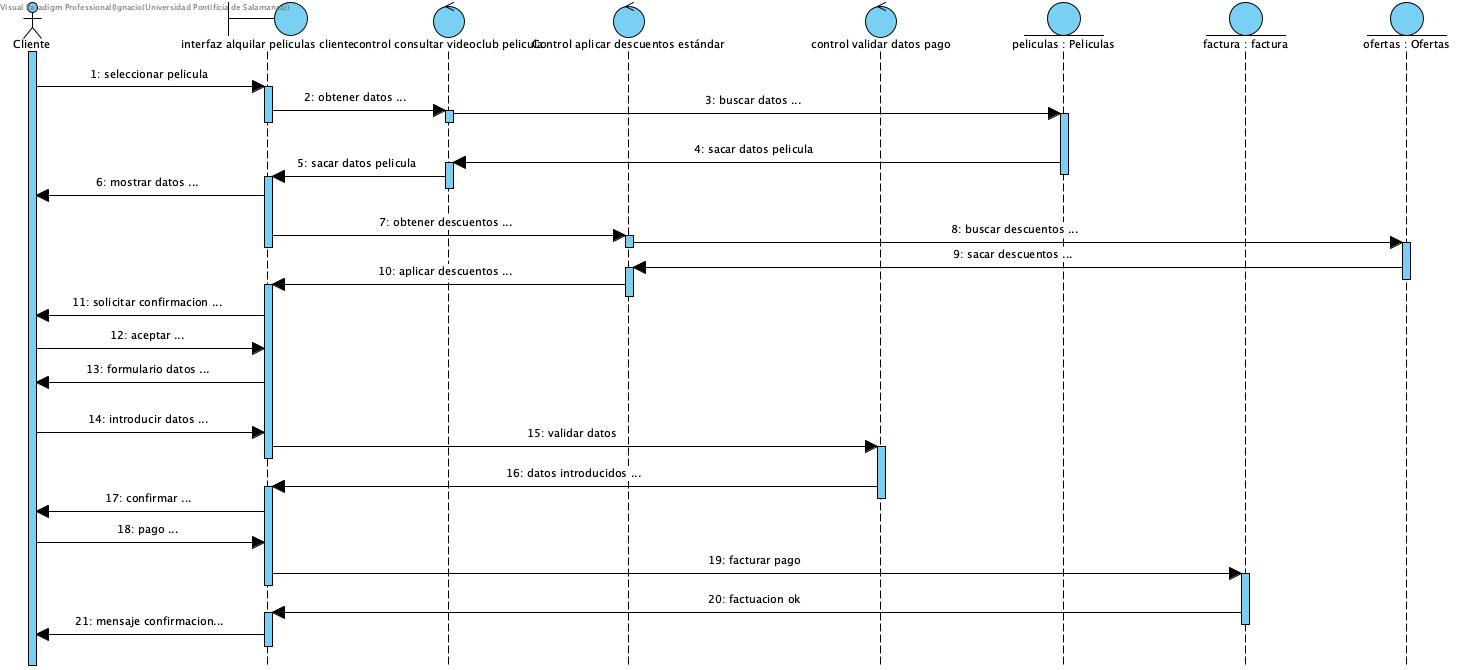 Visual Paradigm Professional(Ignacio(Universidad Pontificia de Salamanca))
Cliente
interfaz alquilar peliculas cliente
control consultar videoclub pelicula
Control aplicar descuentos estándar
control validar datos pago
peliculas : Peliculas
factura : factura
ofertas : Ofertas
1: seleccionar pelicula
2: obtener datos ...
3: buscar datos ...
4: sacar datos pelicula
5: sacar datos pelicula
6: mostrar datos ...
7: obtener descuentos ...
8: buscar descuentos ...
9: sacar descuentos ...
10: aplicar descuentos ...
11: solicitar confirmacion ...
12: aceptar ...
13: formulario datos ...
14: introducir datos ...
15: validar datos
16: datos introducidos ...
17: confirmar ...
18: pago ...
19: facturar pago
20: factuacion ok
21: mensaje confirmacion...